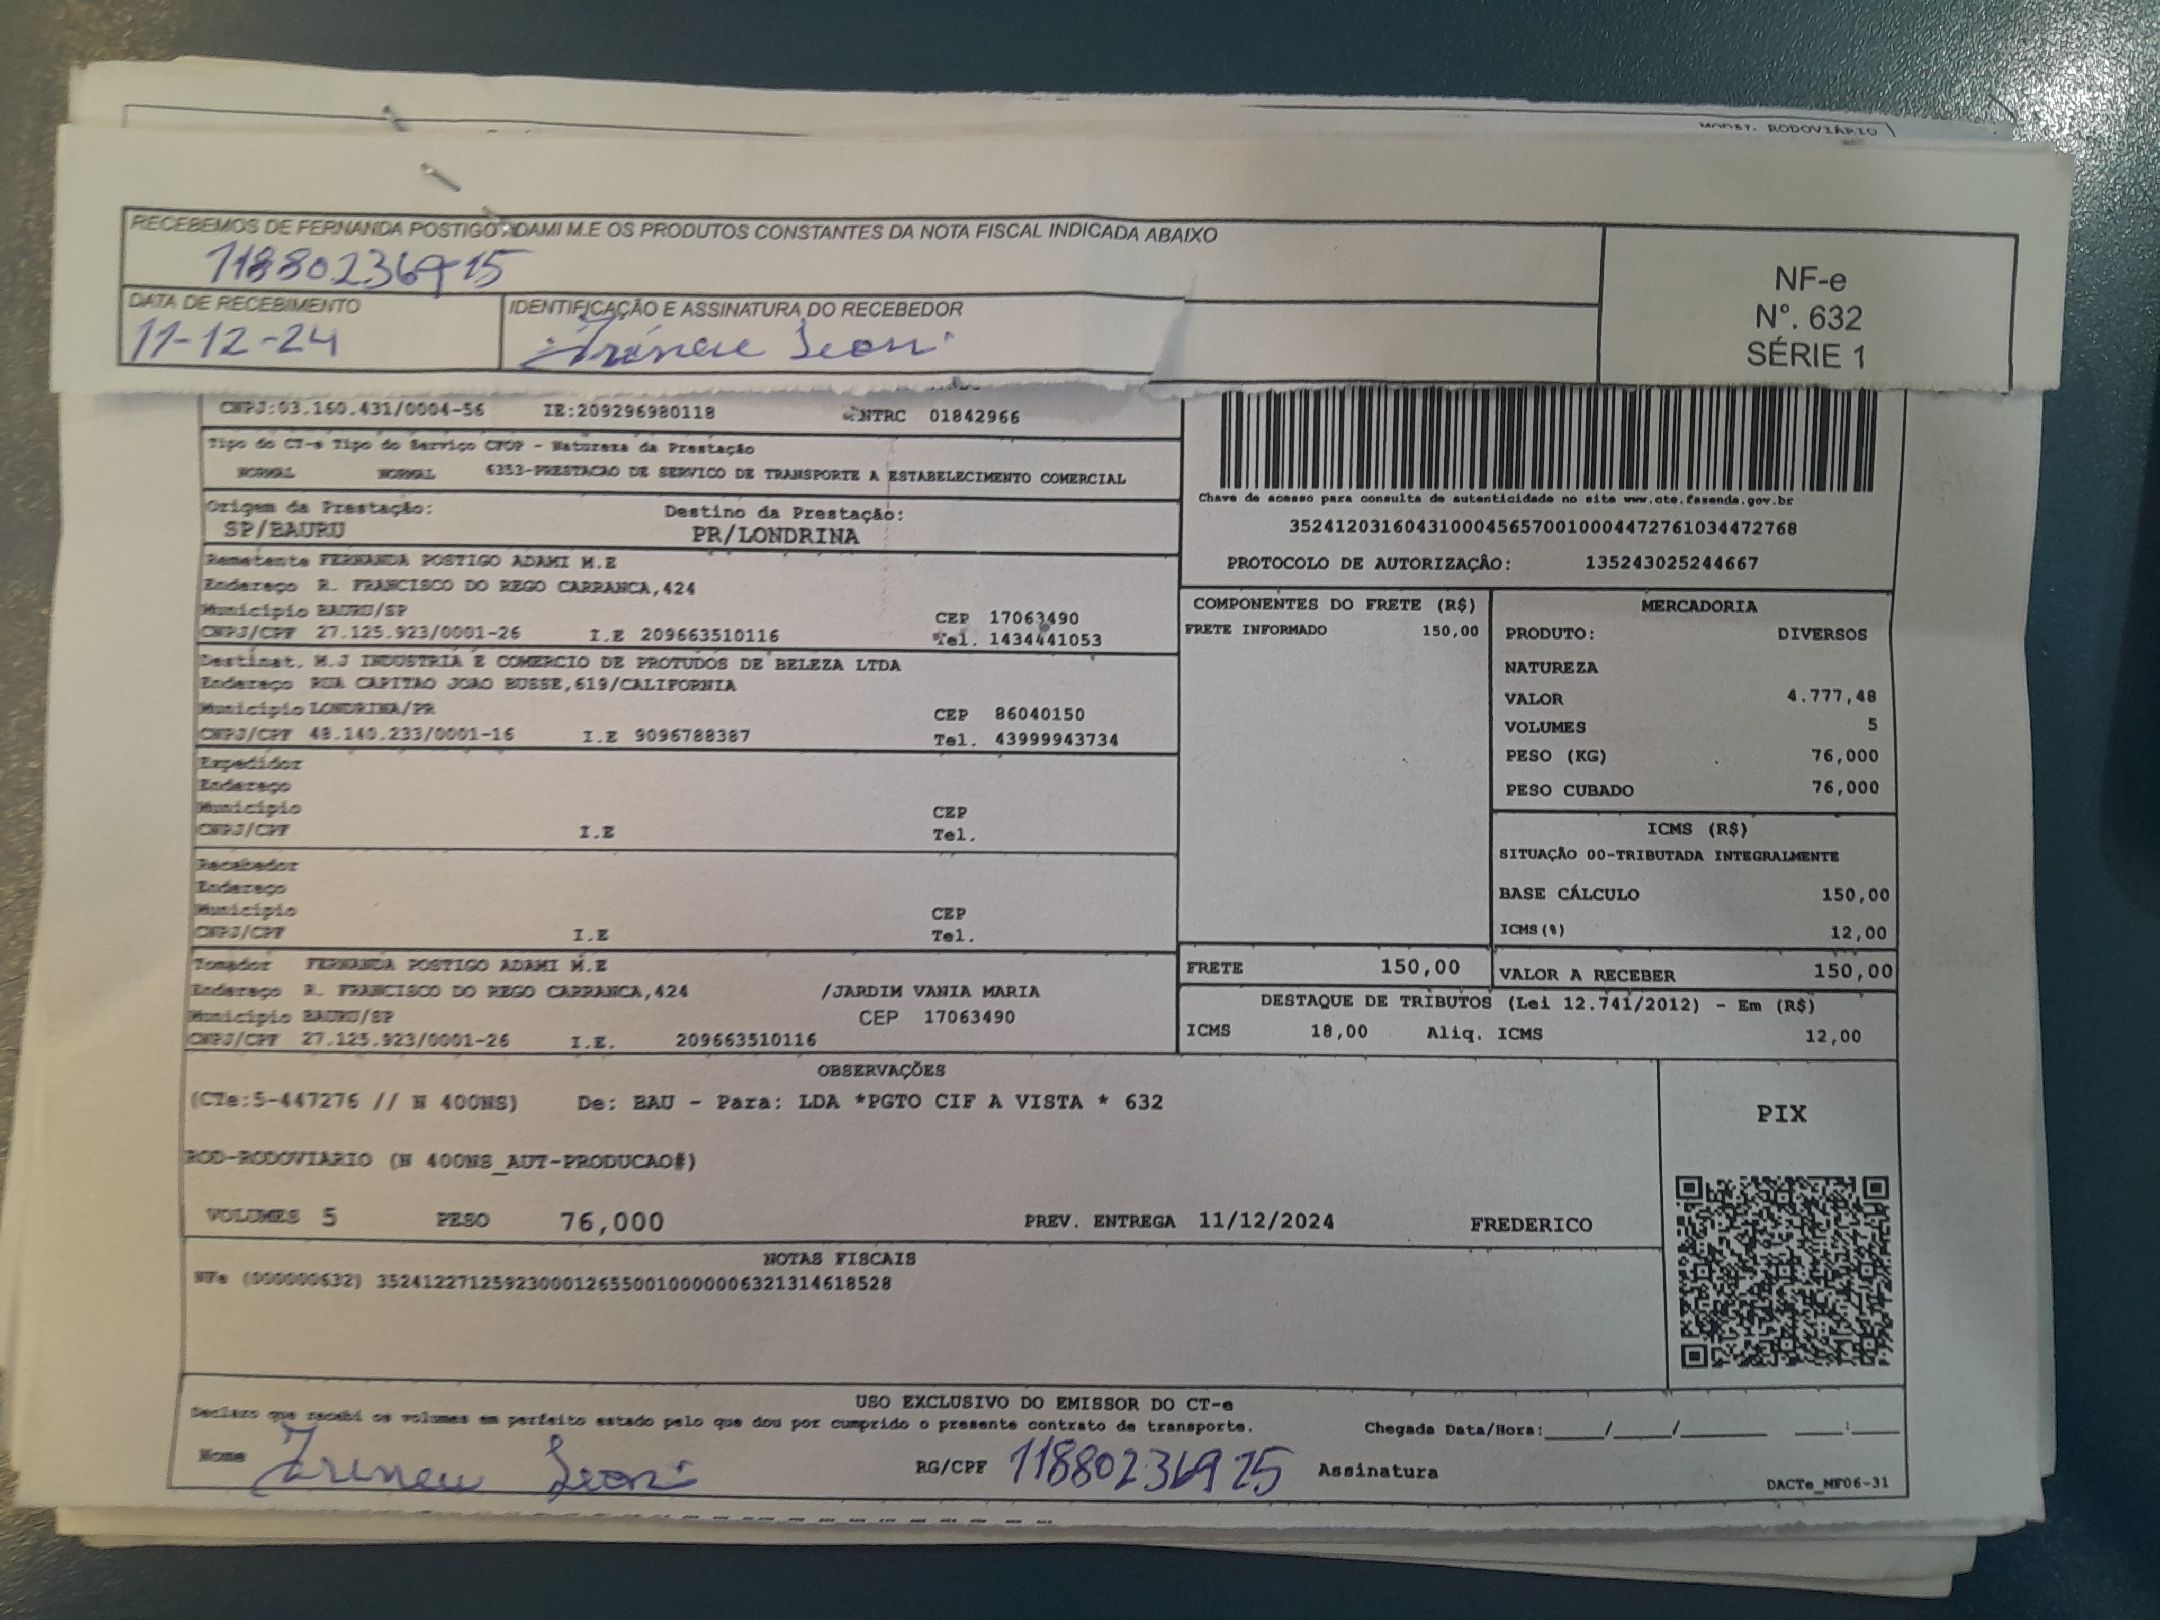 RODOVIÁRIO
RECEBEMOS DE FERNANDA POSTIGO ADAMI M.E OS PRODUTOS CONSTANTES DA NOTA FISCAL INDICADA ABAIXO
DATA DE RECEBIMENTO
11-12-24
IDENTIFICAÇÃO E ASSINATURA DO RECEBEDOR
Irineu Leoni
NF-e
Nº. 632
SÉRIE 1
CNPJ:03.160.431/0004-56 IE:209296980118 NTRC 01842966
Tipo do CT-e Tipo do Serviço CFOP - Natureza da Prestação
NORMAL NORMAL 6353-PRESTACAO DE SERVICO DE TRANSPORTE A ESTABELECIMENTO COMERCIAL
Origem da Prestação: Destino da Prestação:
SP/BAURU PR/LONDRINA
Remetente FERNANDA POSTIGO ADAMI M.E
Endereço R. FRANCISCO DO REGO CARRANCA,424
Município BAURU/SP CEP 17063490
CNPJ/CPF 27.125.923/0001-26 I.E 209663510116 Tel. 1434441053
Destinat. M.J INDUSTRIA E COMERCIO DE PROTUDOS DE BELEZA LTDA
Endereço RUA CAPITAO JOAO BUSSE,619/CALIFORNIA
Município LONDRINA/PR CEP 86040150
CNPJ/CPF 48.140.233/0001-16 I.E 9096788387 Tel. 43999943734
Expedidor
Endereço
Município CEP
CNPJ/CPF I.E Tel.
Recebedor
Endereço
Município CEP
CNPJ/CPF I.E Tel.
Tomador FERNANDA POSTIGO ADAMI M.E
Endereço R. FRANCISCO DO REGO CARRANCA,424 /JARDIM VANIA MARIA
Município BAURU/SP CEP 17063490
CNPJ/CPF 27.125.923/0001-26 I.E. 209663510116
Chave de acesso para consulta de autenticidade no site www.cte.fazenda.gov.br
35241203160431000456570010004472761034472768
PROTOCOLO DE AUTORIZAÇÃO: 135243025244667
COMPONENTES DO FRETE (R$)
FRETE INFORMADO 150,00
MERCADORIA
PRODUTO: DIVERSOS
NATUREZA
VALOR 4.777,48
VOLUMES 5
PESO (KG) 76,000
PESO CUBADO 76,000
ICMS (R$)
SITUAÇÃO 00-TRIBUTADA INTEGRALMENTE
BASE CÁLCULO 150,00
ICMS(%) 12,00
FRETE 150,00 VALOR A RECEBER 150,00
DESTAQUE DE TRIBUTOS (Lei 12.741/2012) - Em (R$)
ICMS 18,00 Aliq. ICMS 12,00
OBSERVAÇÕES
(CTe:5-447276 // N 400NS) De: BAU - Para: LDA *PGTO CIF A VISTA * 632
ROD-RODOVIARIO (N 400NS_AUT-PRODUCAO#)
VOLUMES 5 PESO 76,000 PREV. ENTREGA 11/12/2024 FREDERICO
PIX
NOTAS FISCAIS
NFe (000000632) 35241227125923000126550010000006321314618528
USO EXCLUSIVO DO EMISSOR DO CT-e
Declaro que recebi os volumes em perfeito estado pelo que dou por cumprido o presente contrato de transporte. Chegada Data/Hora:_____/_____/_______ ____:____
Nome Irineu Leoni RG/CPF Assinatura
DACTe_MF06-31